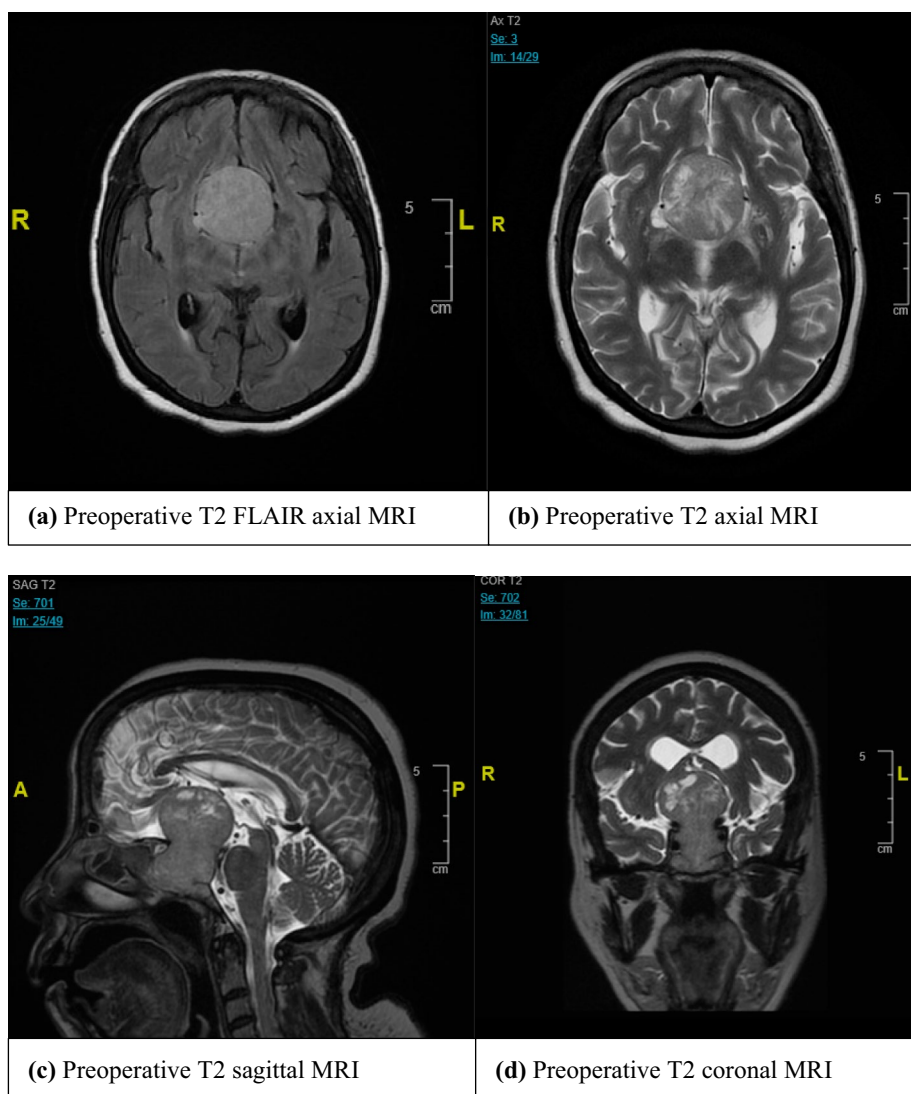 R
5
L
cm
(a) Preoperative T2 FLAIR axial MRI
Ax T2
Se: 3
Im: 14/29
R
5
L
cm
(b) Preoperative T2 axial MRI
SAG T2
Se: 701
Im: 25/49
A
5
P
cm
(c) Preoperative T2 sagittal MRI
COR T2
Se: 702
Im: 32/81
R
5
L
cm
(d) Preoperative T2 coronal MRI